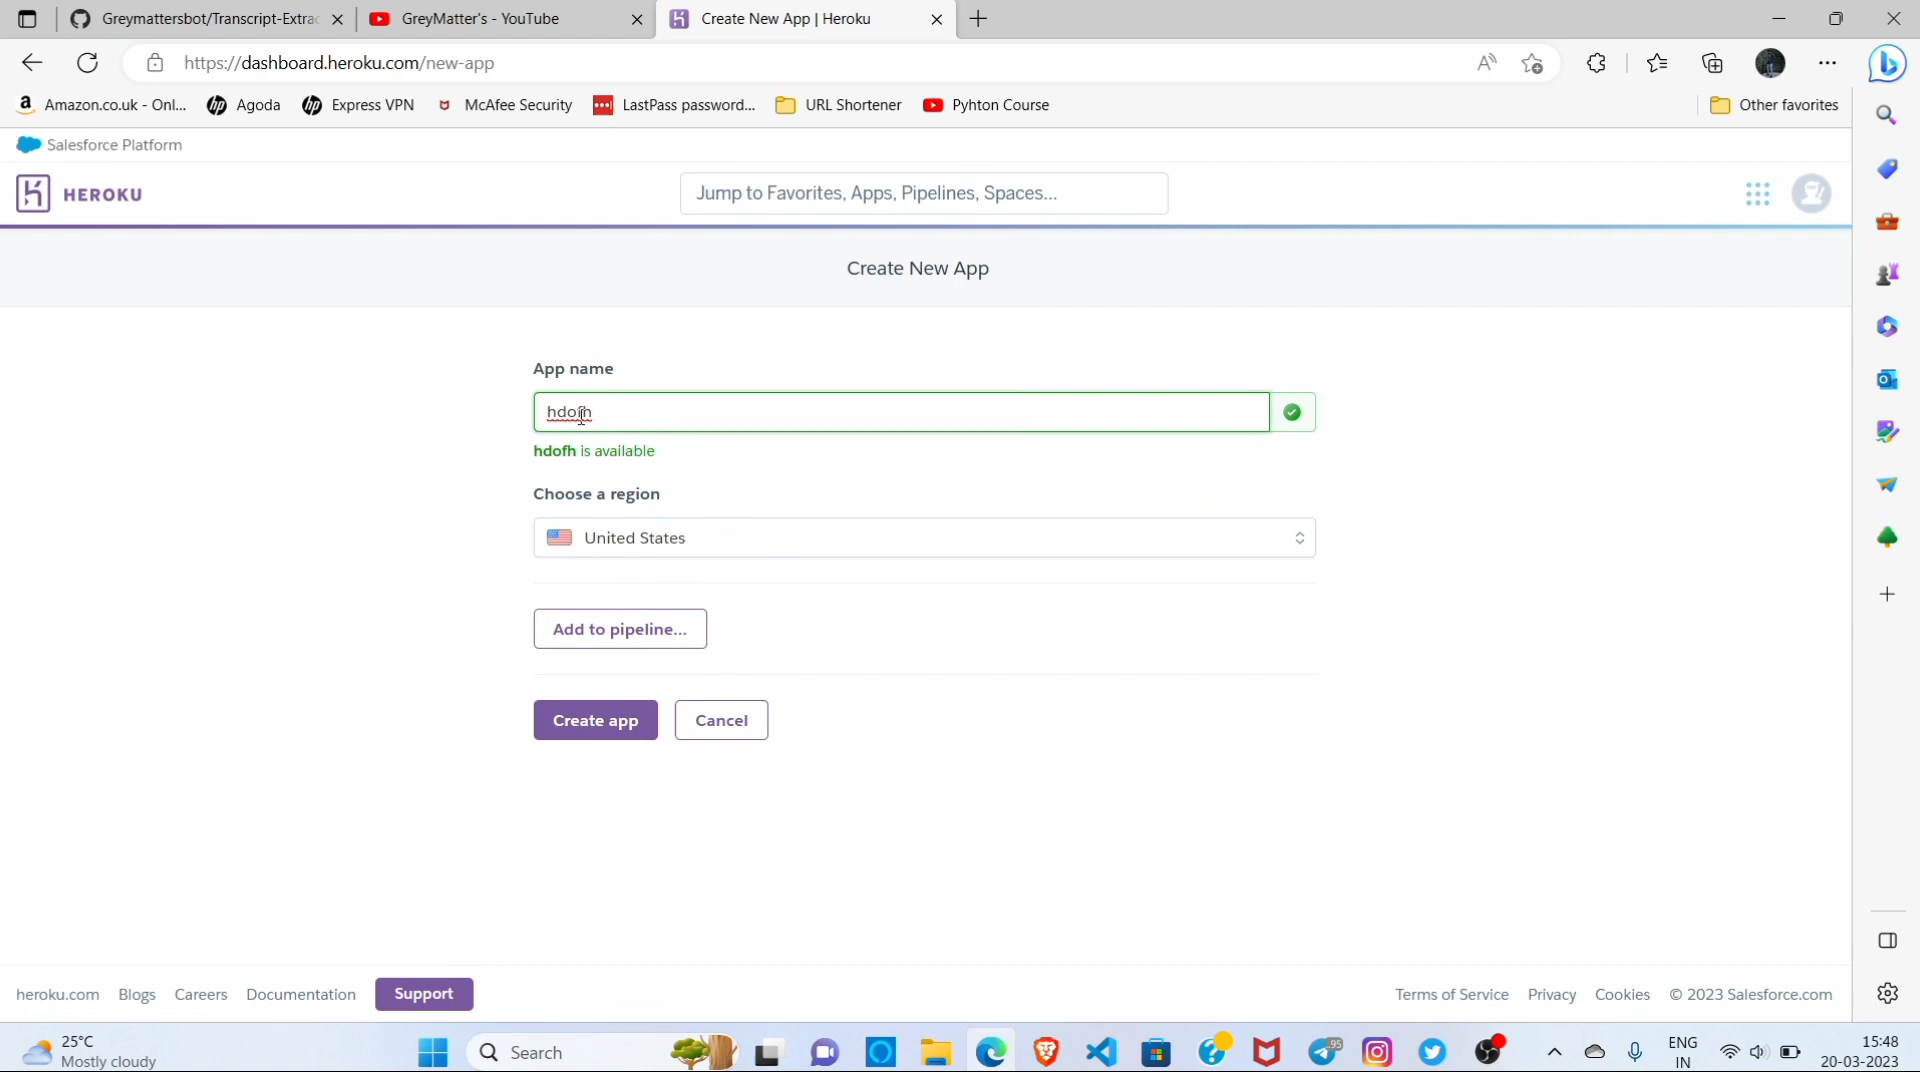 Greymattersbot/Transcript-Extrac
GreyMatter's - YouTube
Create New App | Heroku
https://dashboard.heroku.com/new-app
Amazon.co.uk - Onl...
Agoda
Express VPN
McAfee Security
LastPass password...
URL Shortener
Pyhton Course
Other favorites
Salesforce Platform
HEROKU
Jump to Favorites, Apps, Pipelines, Spaces...
Create New App
App name
hdofh
hdofh is available
Choose a region
United States
Add to pipeline...
Create app
Cancel
heroku.com
Blogs
Careers
Documentation
Support
Terms of Service
Privacy
Cookies
© 2023 Salesforce.com
25°C
Mostly cloudy
Search
95
ENG
IN
15:48
20-03-2023